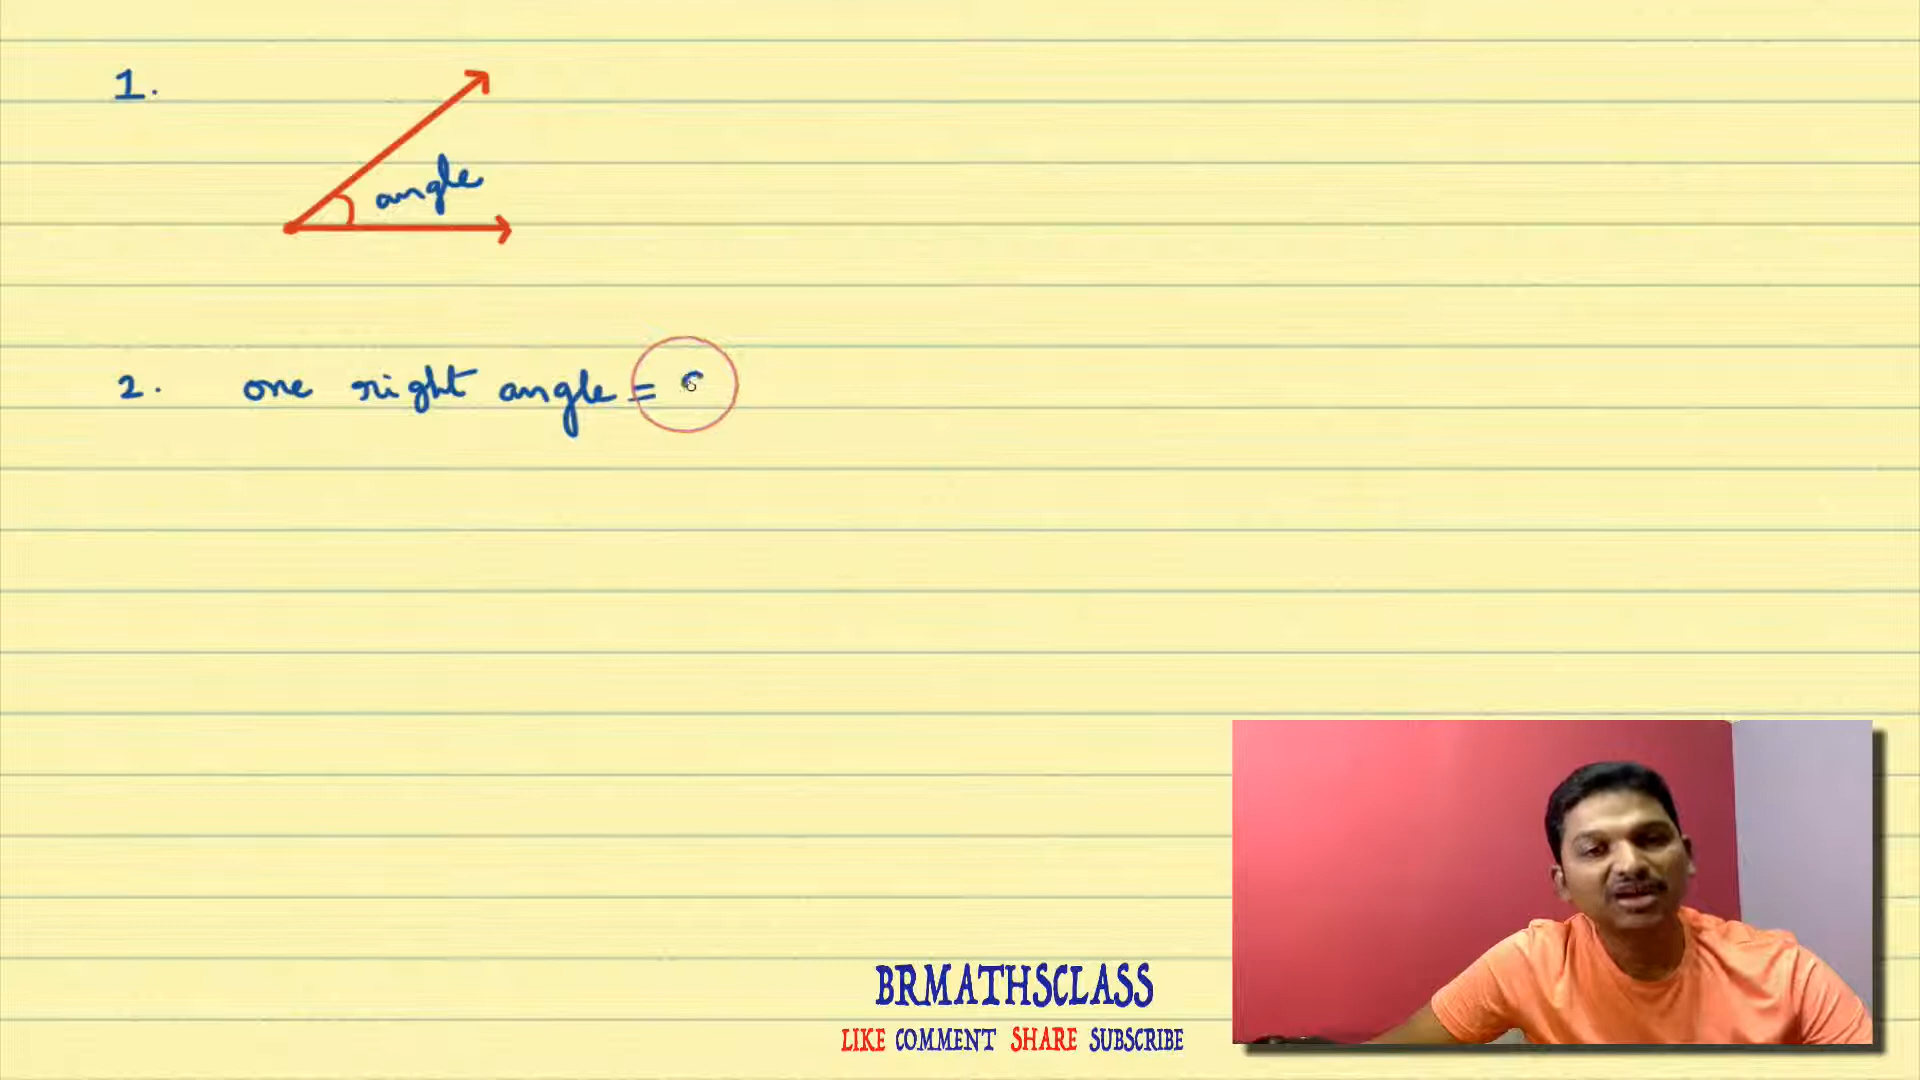 1.
angle
2. one right angle =
BRMATHSCLASS
LIKE COMMENT SHARE SUBSCRIBE